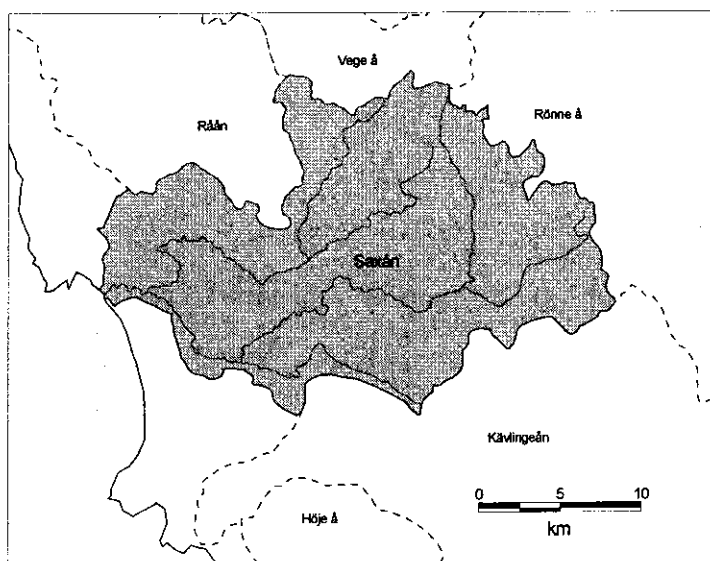 Vege å
Råån
Rönne å
Saxån
Kävlingeån
0 5 10
km
Höje å